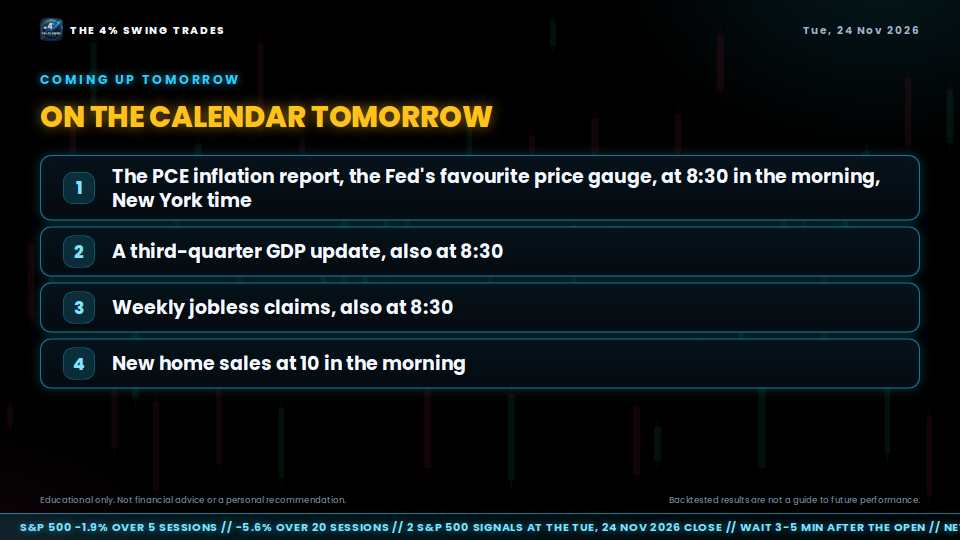 THE 4% SWING TRADES
Tue, 24 Nov 2026
COMING UP TOMORROW
ON THE CALENDAR TOMORROW
1
The PCE inflation report, the Fed's favourite price gauge, at 8:30 in the morning,
New York time
2
A third-quarter GDP update, also at 8:30
3
Weekly jobless claims, also at 8:30
4
New home sales at 10 in the morning
Educational only. Not financial advice or a personal recommendation.
Backtested results are not a guide to future performance.
S&P 500 -1.9% OVER 5 SESSIONS // -5.6% OVER 20 SESSIONS // 2 S&P 500 SIGNALS AT THE TUE, 24 NOV 2026 CLOSE // WAIT 3-5 MIN AFTER THE OPEN //